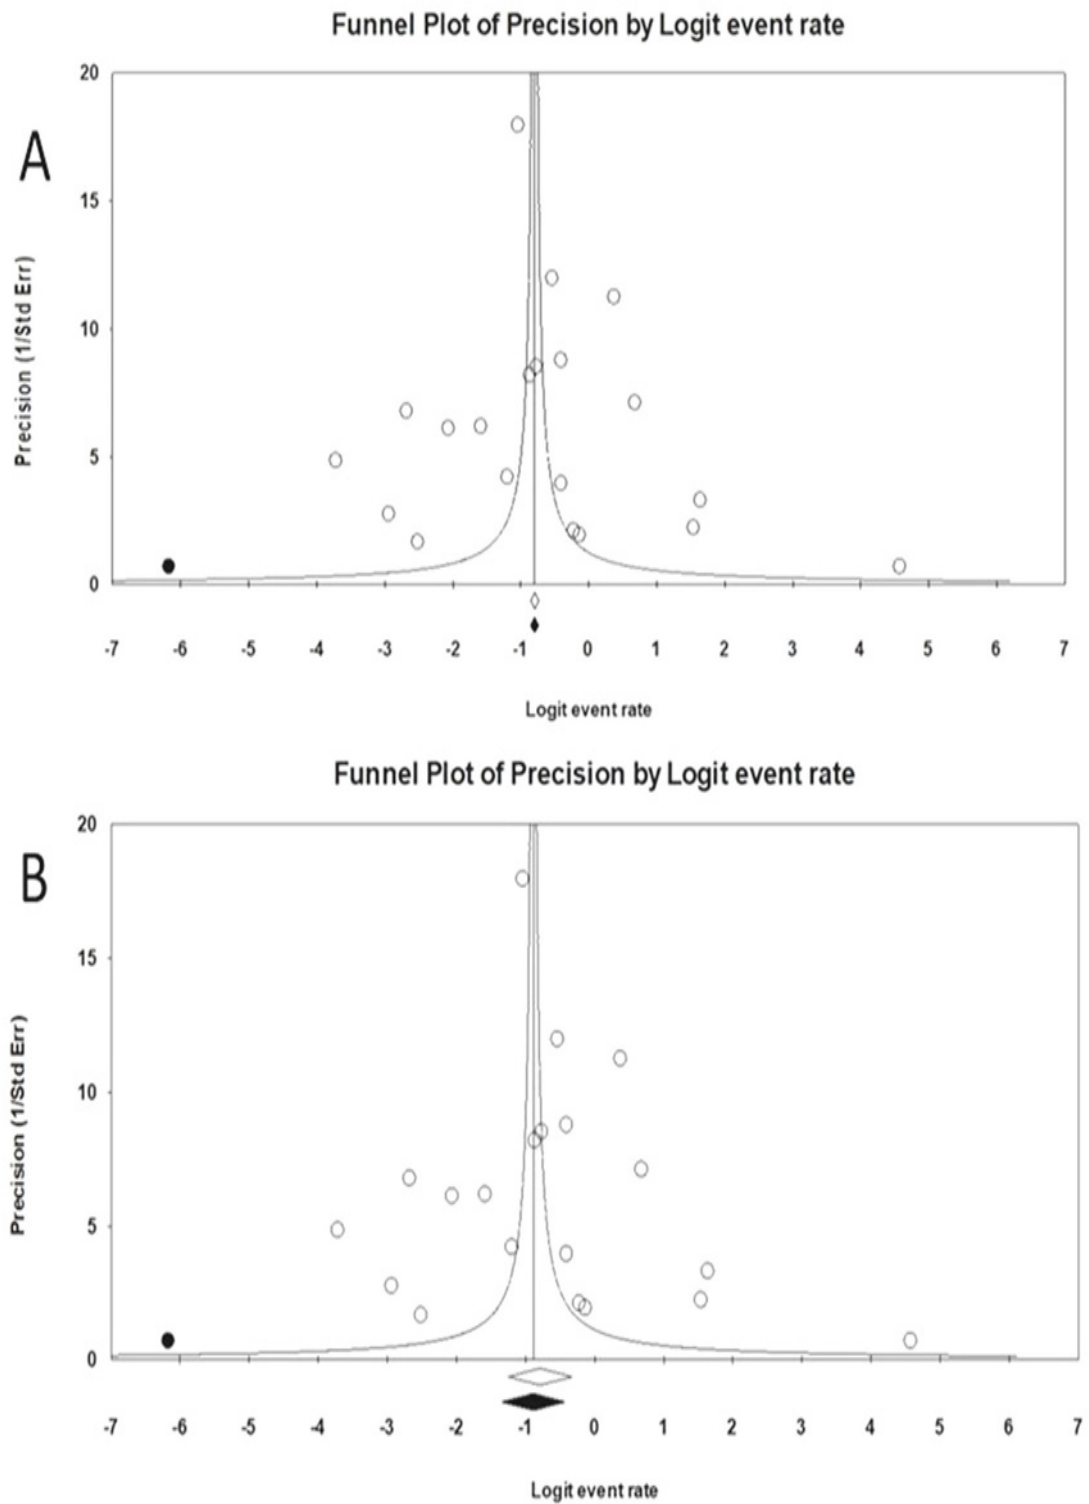 Funnel Plot of Precision by Logit event rate
A
Precision (1/Std Err)
20
15
10
5
0
-7 -6 -5 -4 -3 -2 -1 0 1 2 3 4 5 6 7
Logit event rate
Funnel Plot of Precision by Logit event rate
B
Precision (1/Std Err)
20
15
10
5
0
-7 -6 -5 -4 -3 -2 -1 0 1 2 3 4 5 6 7
Logit event rate